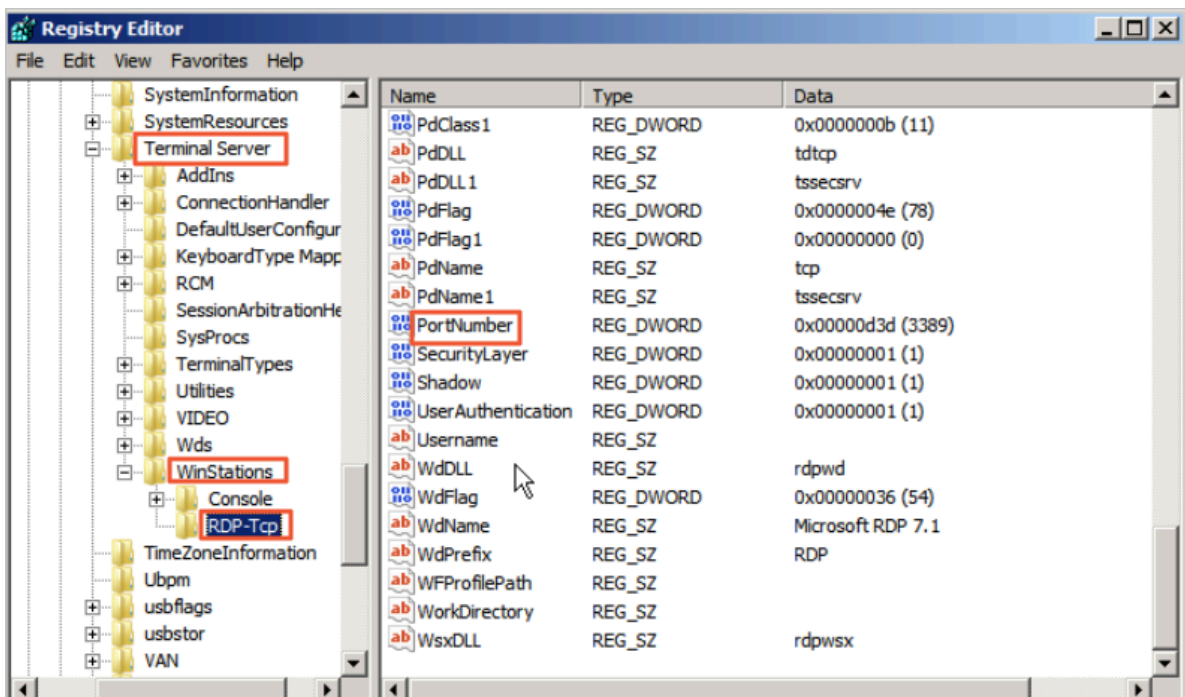 Registry Editor
File Edit View Favorites Help
SystemInformation
SystemResources
Terminal Server
AddIns
ConnectionHandler
DefaultUserConfigur
KeyboardType Mapp
RCM
SessionArbitrationHe
SysProcs
TerminalTypes
Utilities
VIDEO
Wds
WinStations
Console
RDP-Tcp
TimeZoneInformation
Ubpm
usbflags
usbstor
VAN
Name Type Data
PdClass1 REG_DWORD 0x0000000b (11)
PdDLL REG_SZ tdtcp
PdDLL1 REG_SZ tssecsrv
PdFlag REG_DWORD 0x0000004e (78)
PdFlag1 REG_DWORD 0x00000000 (0)
PdName REG_SZ tcp
PdName1 REG_SZ tssecsrv
PortNumber REG_DWORD 0x00000d3d (3389)
SecurityLayer REG_DWORD 0x00000001 (1)
Shadow REG_DWORD 0x00000001 (1)
UserAuthentication REG_DWORD 0x00000001 (1)
Username REG_SZ
WdDLL REG_SZ rdpwd
WdFlag REG_DWORD 0x00000036 (54)
WdName REG_SZ Microsoft RDP 7.1
WdPrefix REG_SZ RDP
WFProfilePath REG_SZ
WorkDirectory REG_SZ
WsxDLL REG_SZ rdpwsx